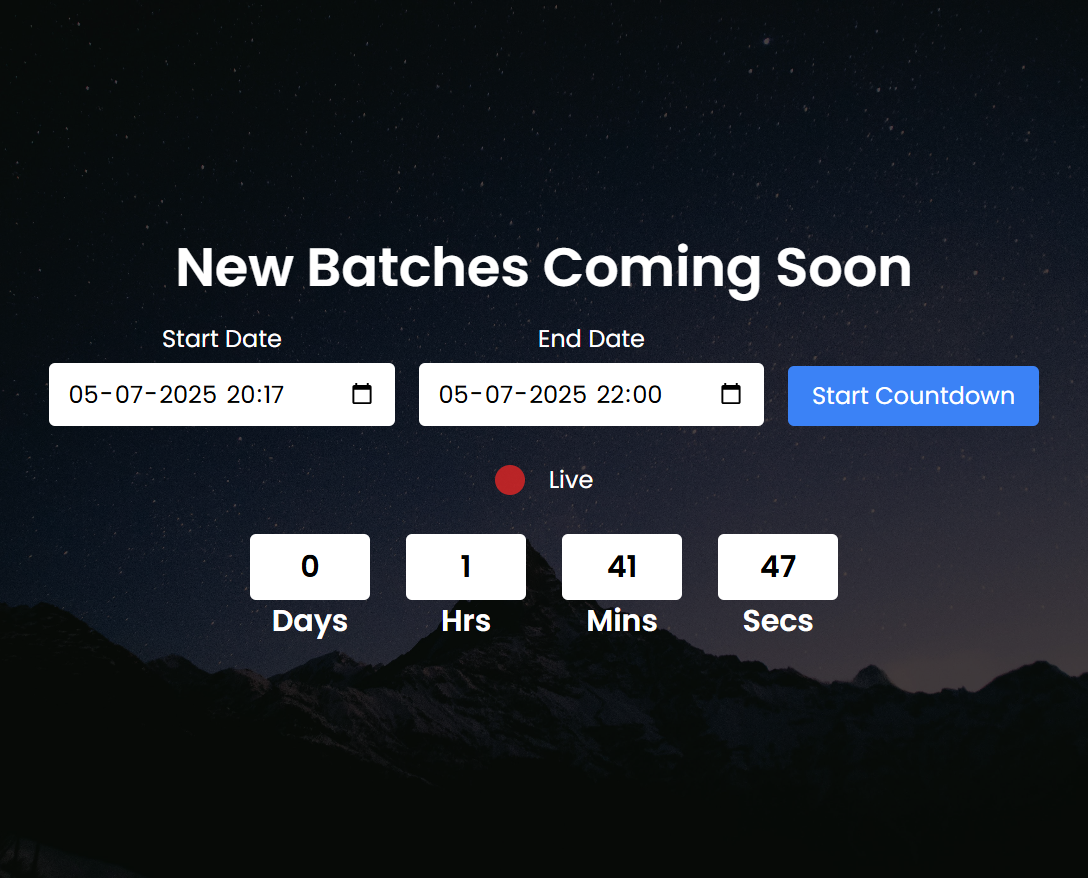 New Batches Coming Soon
Start Date End Date
05-07-2025 20:17 05-07-2025 22:00 Start Countdown
Live
0 1 41 47
Days Hrs Mins Secs